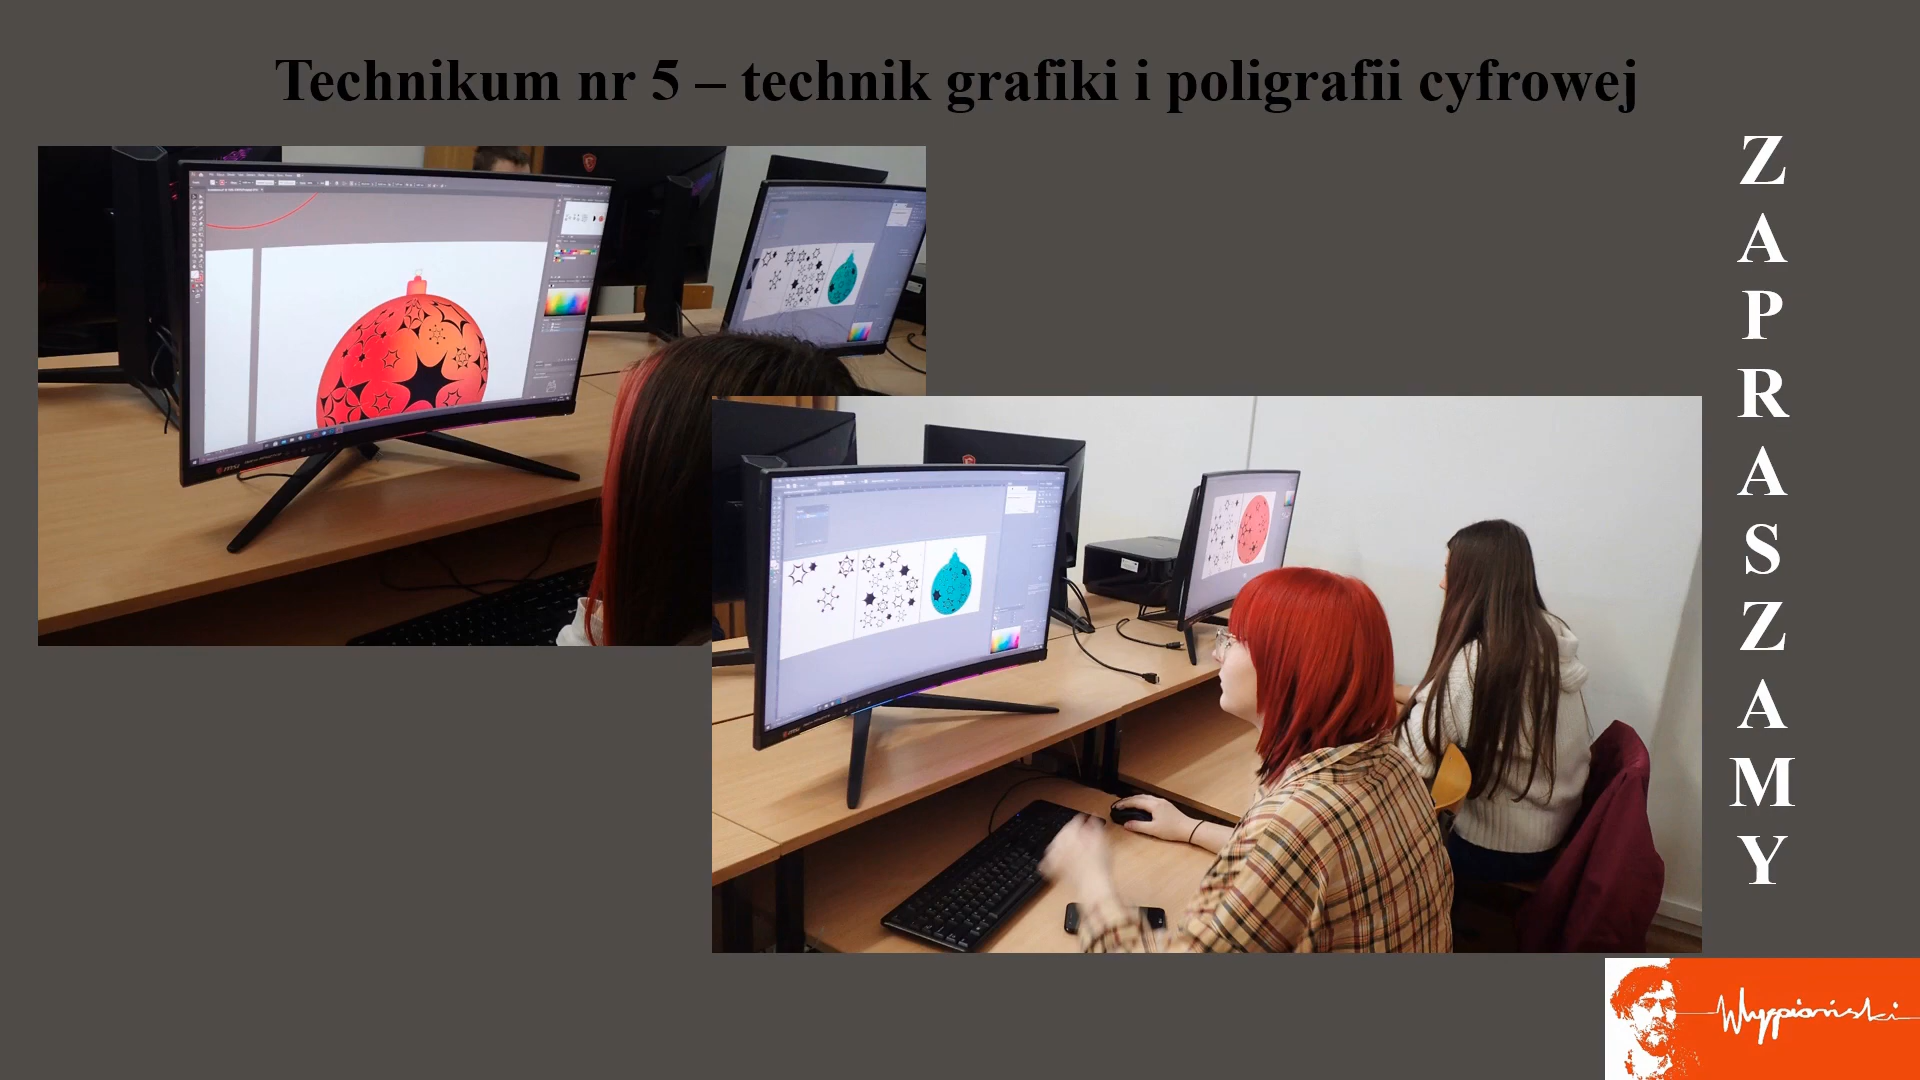 Technikum nr 5 – technik grafiki i poligrafii cyfrowej
Z
A
P
R
A
S
Z
A
M
Y
Wyspiański